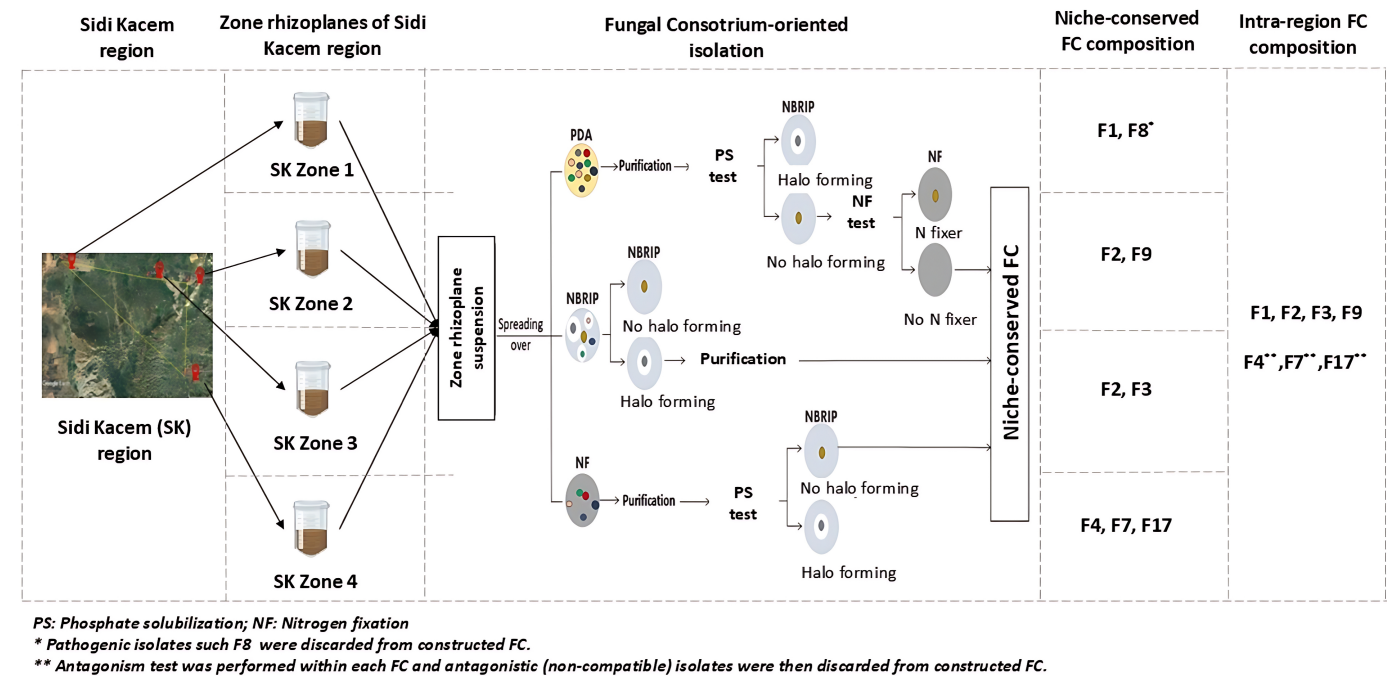 Sidi Kacem
region
Zone rhizoplanes of Sidi
Kacem region
Fungal Consotrium-oriented
isolation
Niche-conserved
FC composition
Intra-region FC
composition
SK Zone 1
SK Zone 2
SK Zone 3
SK Zone 4
Google Earth
Sidi Kacem (SK)
region
Zone rhizoplane
suspension
Spreading
over
PDA
Purification
PS
test
NBRIP
Halo forming
No halo forming
NF
test
NF
N fixer
No N fixer
NBRIP
NBRIP
No halo forming
Halo forming
Purification
NF
Purification
PS
test
NBRIP
No halo forming
Halo forming
Niche-conserved FC
F1, F8*
F2, F9
F2, F3
F4, F7, F17
F1, F2, F3, F9
F4**,F7**,F17**
PS: Phosphate solubilization; NF: Nitrogen fixation
* Pathogenic isolates such F8 were discarded from constructed FC.
** Antagonism test was performed within each FC and antagonistic (non-compatible) isolates were then discarded from constructed FC.